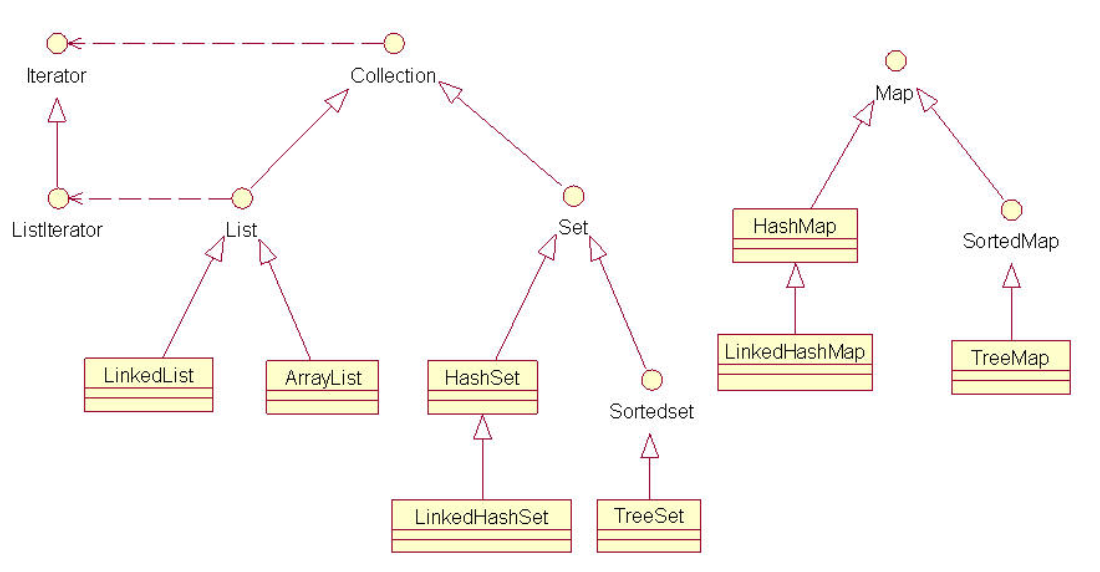 Iterator
Collection
Map
ListIterator
List
Set
HashMap
SortedMap
LinkedList
ArrayList
HashSet
Sortedset
LinkedHashMap
TreeMap
LinkedHashSet
TreeSet